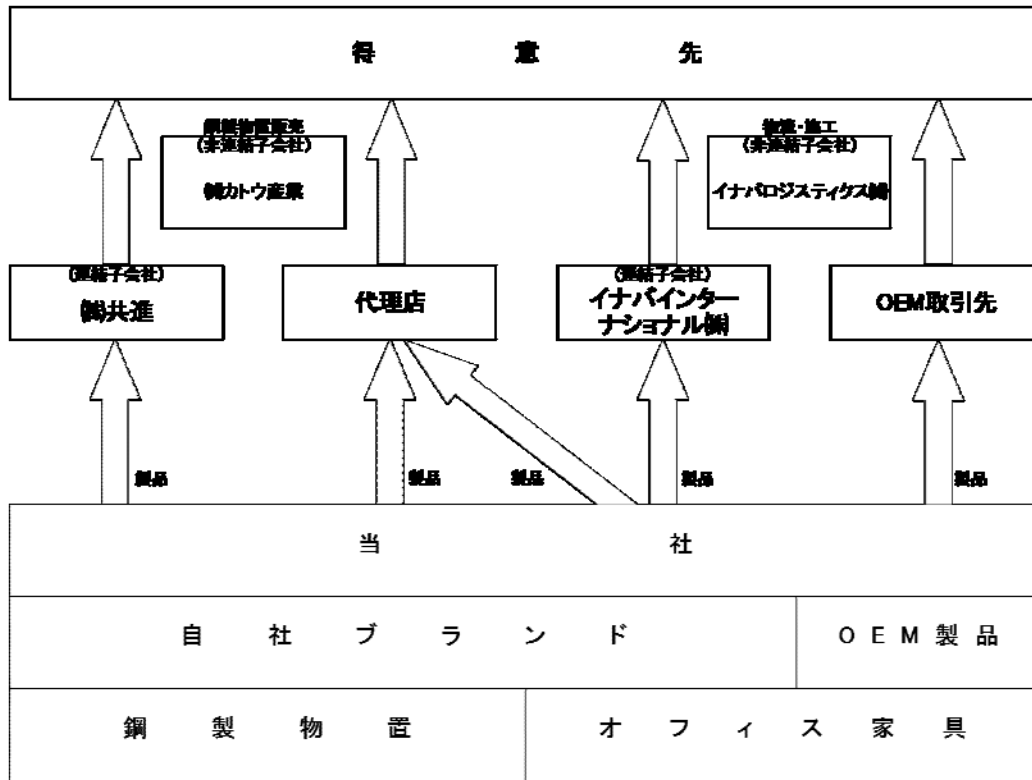 得意先
鋼製物置販売
(非連結子会社)
㈱カトウ産業
物流・施工
(非連結子会社)
イナバロジスティクス㈱
(連結子会社)
㈱共進
代理店
(連結子会社)
イナバインター
ナショナル㈱
OEM取引先
製品
製品
製品
製品
製品
当社
自社ブランド
OEM製品
鋼製物置
オフィス家具